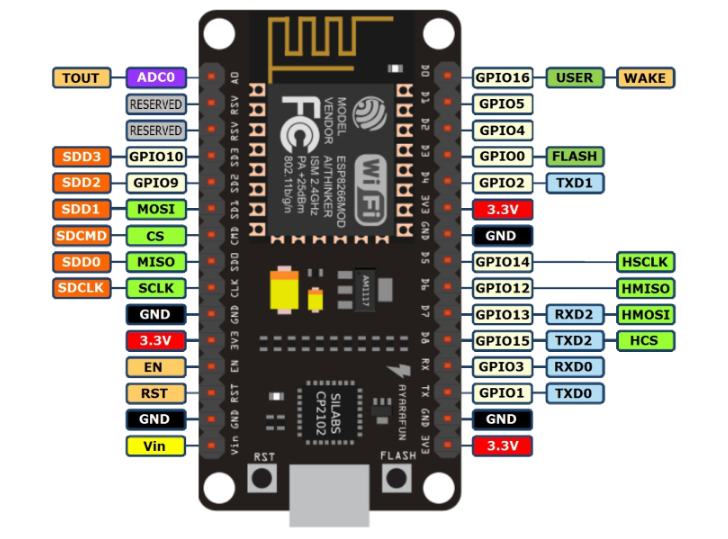 TOUT ADC0
RESERVED
RESERVED
SDD3 GPIO10
SDD2 GPIO9
SDD1 MOSI
SDCMD CS
SDD0 MISO
SDCLK SCLK
GND
3.3V
EN
RST
GND
Vin
A0
RSV
RSV
SD3
SD2
SD1
CMD
SD0
CLK
GND
3V3
EN
RST
GND
Vin
MODEL ESP8266MOD
VENDOR AI/THINKER
ISM 2.4GHz
PA +25dBm
802.11b/g/n
FC
WiFi
AM1117
SILABS
CP2102
AYARAFUN
RST
FLASH
D0
D1
D2
D3
D4
3V3
GND
D5
D6
D7
D8
RX
TX
GND
3V3
GPIO16 USER WAKE
GPIO5
GPIO4
GPIO0 FLASH
GPIO2 TXD1
3.3V
GND
GPIO14 HSCLK
GPIO12 HMISO
GPIO13 RXD2 HMOSI
GPIO15 TXD2 HCS
GPIO3 RXD0
GPIO1 TXD0
GND
3.3V